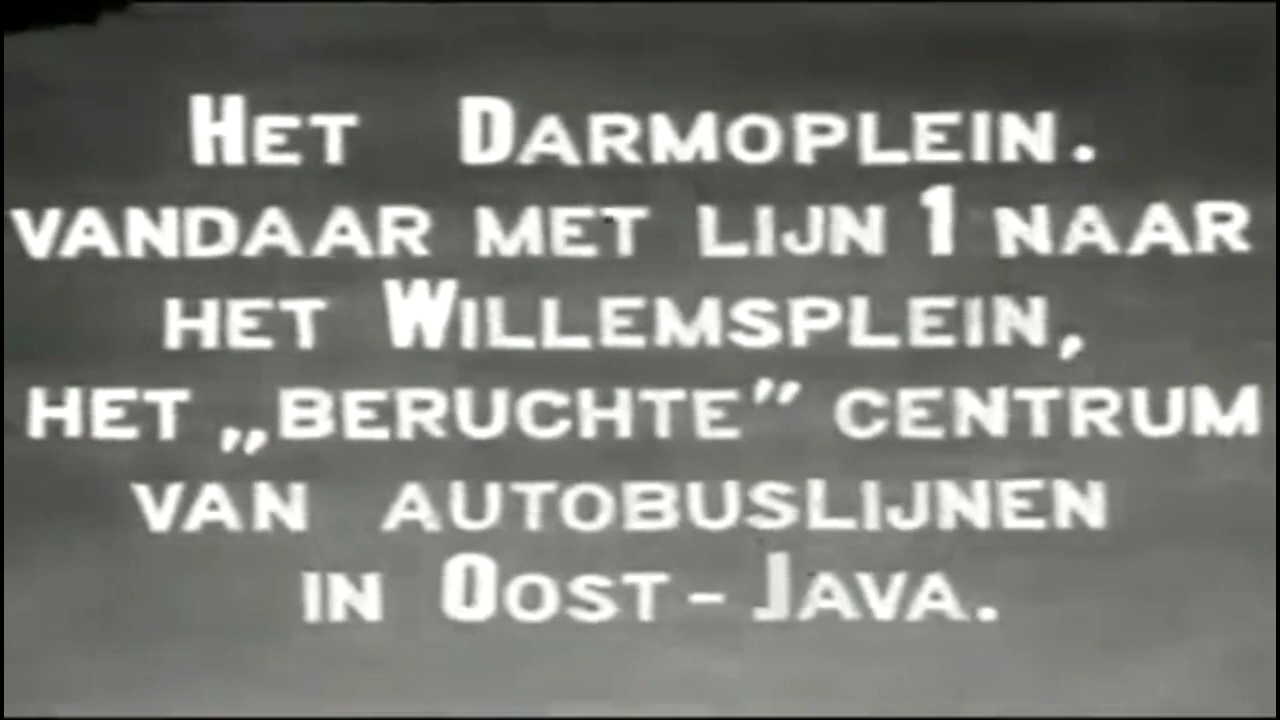 Het Darmoplein.
vandaar met lijn 1 naar
het Willemsplein,
het „beruchte” centrum
van autobuslijnen
in Oost-Java.